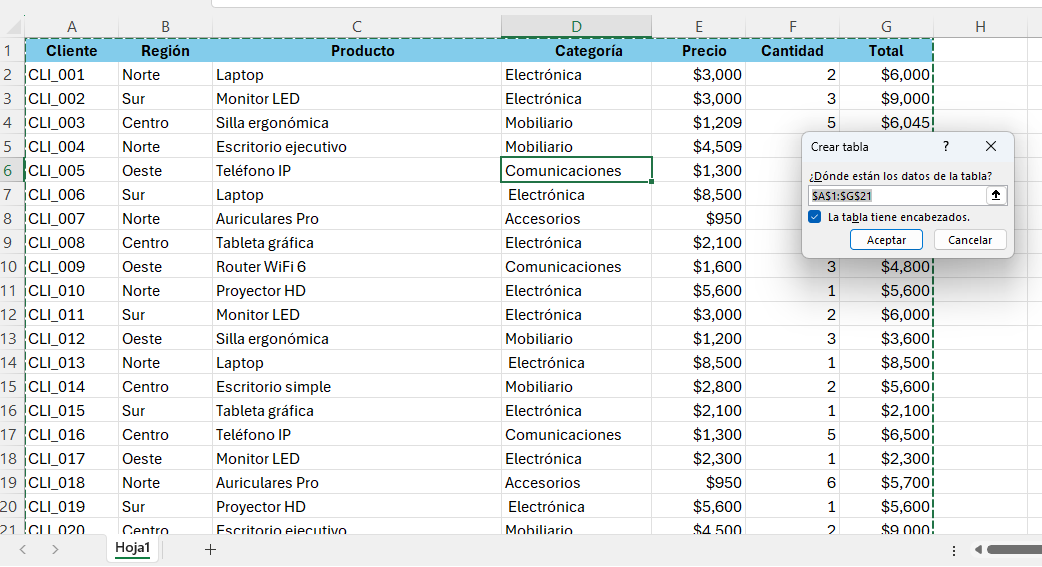 A B C D E F G H
1 Cliente Región Producto Categoría Precio Cantidad Total
2 CLI_001 Norte Laptop Electrónica $3,000 2 $6,000
3 CLI_002 Sur Monitor LED Electrónica $3,000 3 $9,000
4 CLI_003 Centro Silla ergonómica Mobiliario $1,209 5 $6,045
5 CLI_004 Norte Escritorio ejecutivo Mobiliario $4,509
6 CLI_005 Oeste Teléfono IP Comunicaciones $1,300
7 CLI_006 Sur Laptop Electrónica $8,500
8 CLI_007 Norte Auriculares Pro Accesorios $950
9 CLI_008 Centro Tableta gráfica Electrónica $2,100
10 CLI_009 Oeste Router WiFi 6 Comunicaciones $1,600 3 $4,800
11 CLI_010 Norte Proyector HD Electrónica $5,600 1 $5,600
12 CLI_011 Sur Monitor LED Electrónica $3,000 2 $6,000
13 CLI_012 Oeste Silla ergonómica Mobiliario $1,200 3 $3,600
14 CLI_013 Norte Laptop Electrónica $8,500 1 $8,500
15 CLI_014 Centro Escritorio simple Mobiliario $2,800 2 $5,600
16 CLI_015 Sur Tableta gráfica Electrónica $2,100 1 $2,100
17 CLI_016 Centro Teléfono IP Comunicaciones $1,300 5 $6,500
18 CLI_017 Oeste Monitor LED Electrónica $2,300 1 $2,300
19 CLI_018 Norte Auriculares Pro Accesorios $950 6 $5,700
20 CLI_019 Sur Proyector HD Electrónica $5,600 1 $5,600
21 CLI_020 Centro Escritorio ejecutivo Mobiliario $4,500 2 $9,000
Crear tabla ?
¿Dónde están los datos de la tabla?
$A$1:$G$21
La tabla tiene encabezados.
Aceptar Cancelar
Hoja1